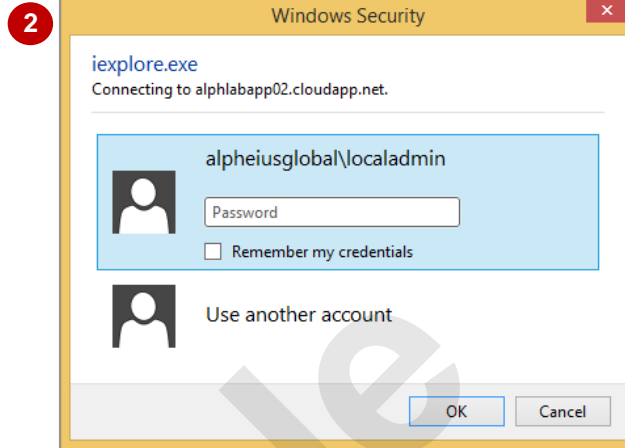 2
Windows Security
iexplore.exe
Connecting to alphlabapp02.cloudapp.net.
alpheiusglobal\localadmin
Password
Remember my credentials
Use another account
OK Cancel